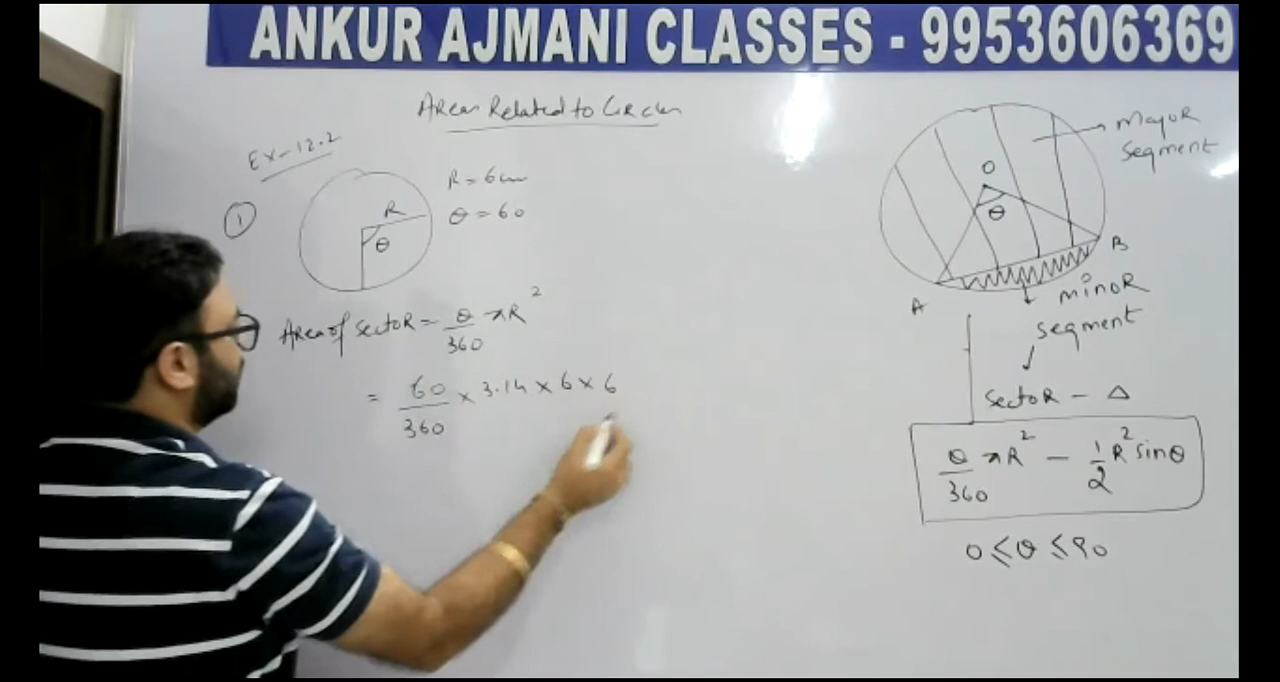 ANKUR AJMANI CLASSES - 9953606369
Area Related to Circles
Ex-12.2
①
R
θ
R = 6cm
θ = 60
Area of sector = θ/360 πR²
= 60/360 × 3.14 × 6 × 6
O
θ
A
B
Major
segment
minor
segment
sector - Δ
θ/360 πR² - 1/2 R² sinθ
0 ≤ θ ≤ 90